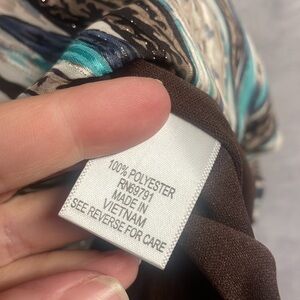 100% POLYESTER
RN69791
MADE IN
VIETNAM
SEE REVERSE FOR CARE